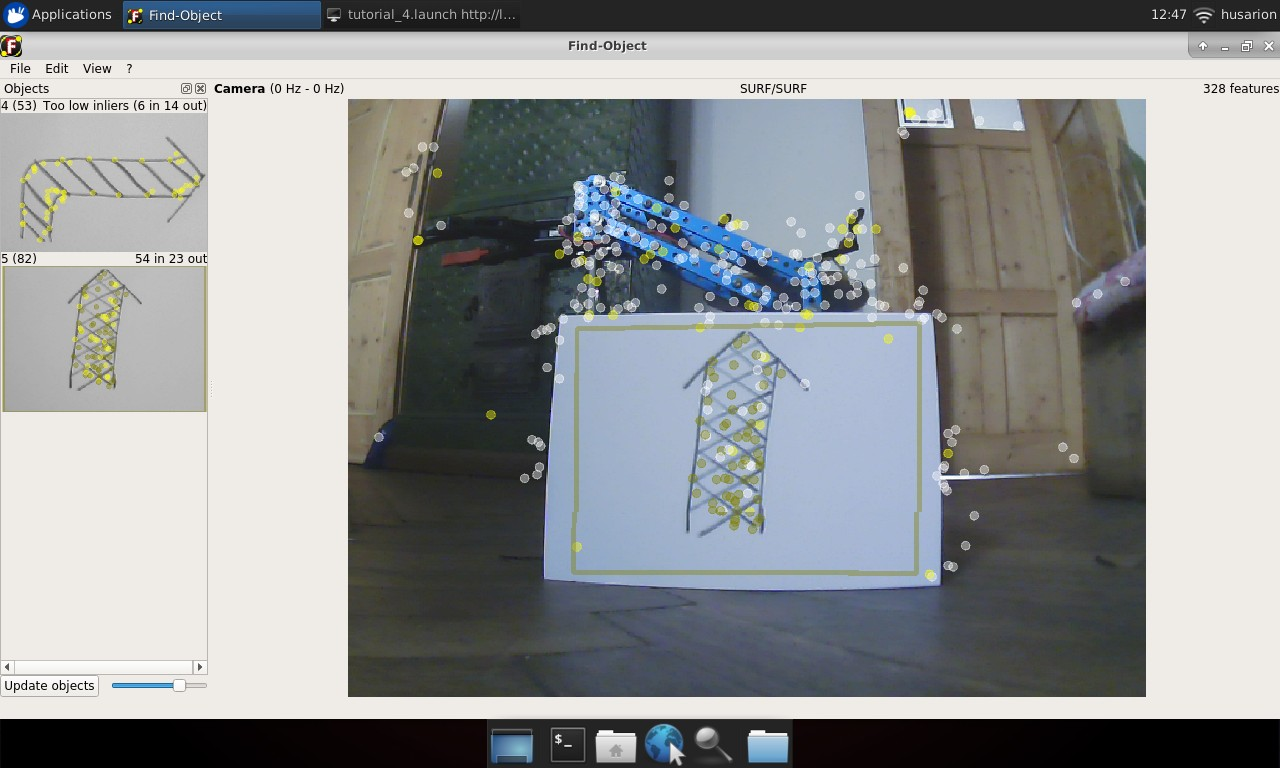 Applications
Find-Object
tutorial_4.launch http://l...
12:47
husarion
Find-Object
File Edit View ?
Objects
Camera (0 Hz - 0 Hz)
SURF/SURF
328 features
4 (53) Too low inliers (6 in 14 out)
5 (82) 54 in 23 out
Update objects
$_